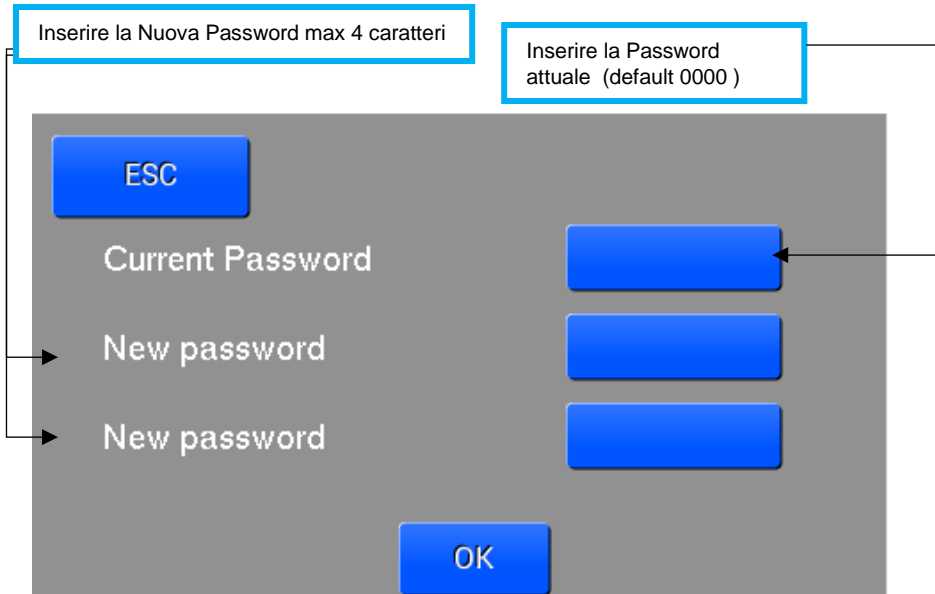 Inserire la Nuova Password max 4 caratteri
Inserire la Password
attuale (default 0000 )
ESC
Current Password
New password
New password
OK